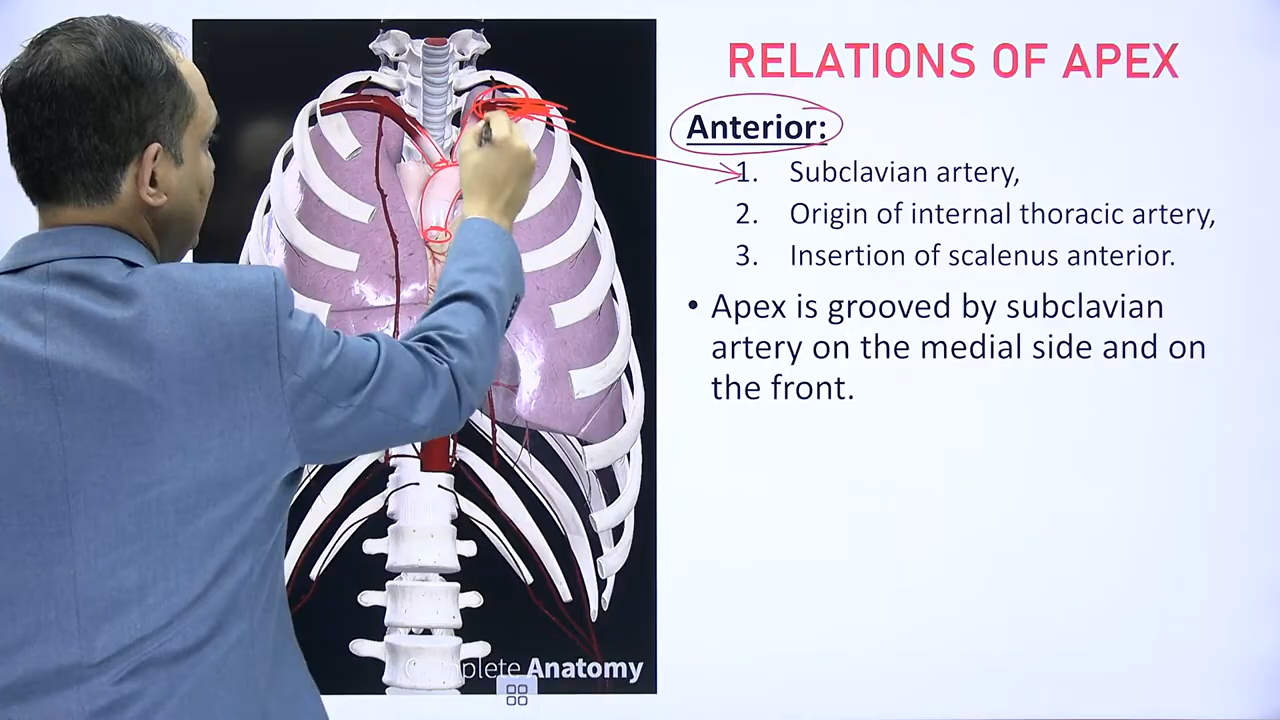 RELATIONS OF APEX
Anterior:
1. Subclavian artery,
2. Origin of internal thoracic artery,
3. Insertion of scalenus anterior.
• Apex is grooved by subclavian
artery on the medial side and on
the front.
Complete Anatomy